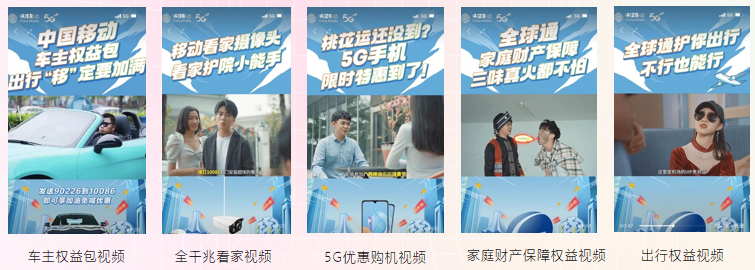 中国移动
车主权益包
出行“移”定要加满
发送90226到10086
即可享加油免减优惠
车主权益包视频
移动看家摄像头
看家护院小能手
全千兆看家视频
桃花运还没到?
5G手机
限时特惠到了!
5G优惠购机视频
全球通
家庭财产保障
三味真火都不怕
家庭财产保障权益视频
全球通护你出行
不行也能行
出行权益视频